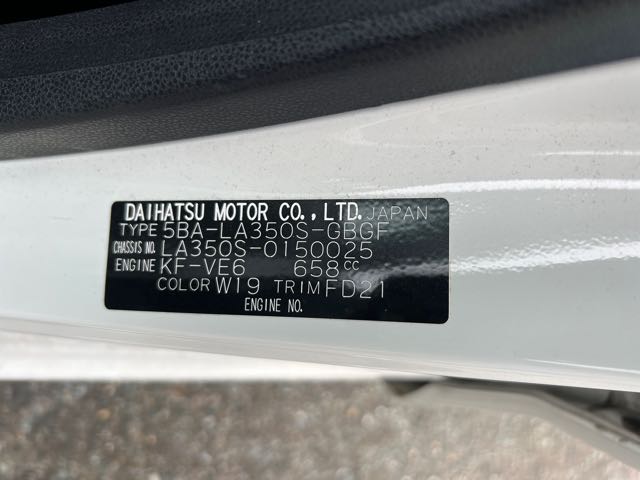 DAIHATSU MOTOR CO.,LTD. JAPAN
TYPE 5BA-LA350S-GBGF
CHASSIS NO. LA350S-0150025
ENGINE KF-VE6 658CC
COLOR W19 TRIM FD21
ENGINE NO.